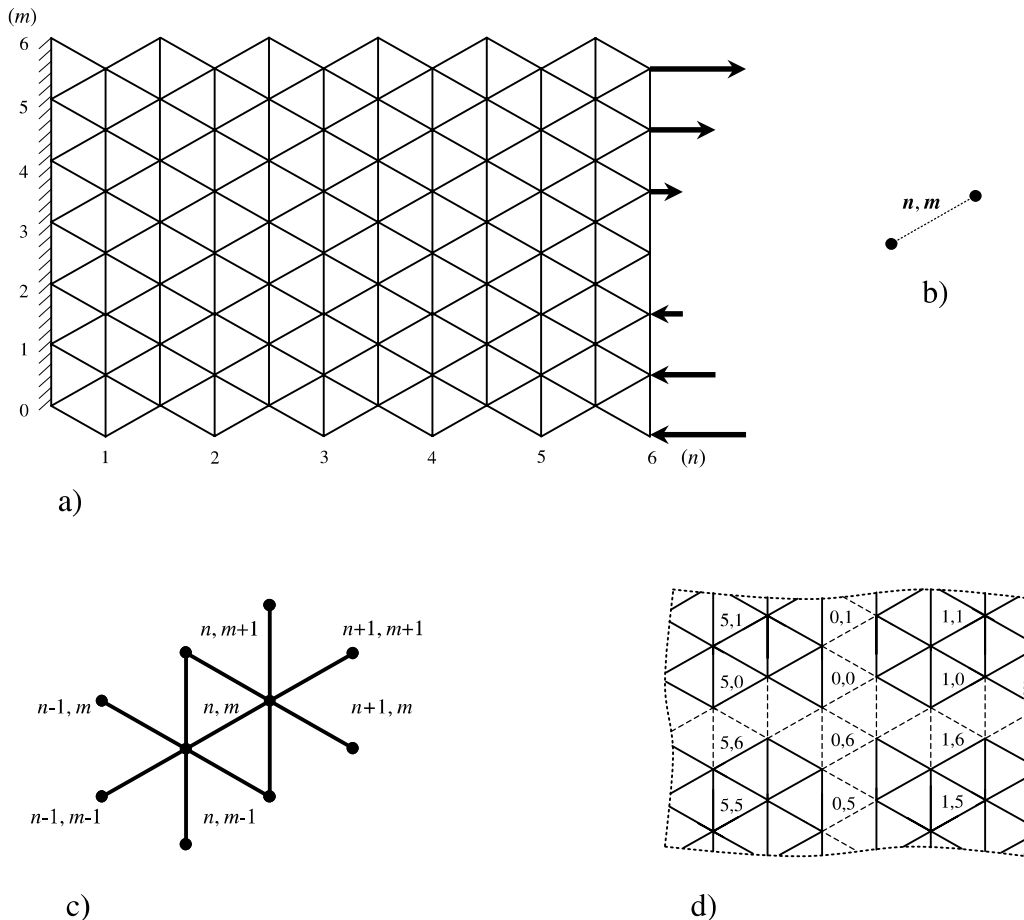 (m)
6
5
4
3
2
1
0
1 2 3 4 5 6 (n)
a)
n, m
b)
n, m+1
n+1, m+1
n-1, m
n, m
n+1, m
n-1, m-1
n, m-1
c)
5,1 0,1 1,1
5,0 0,0 1,0
5,6 0,6 1,6
5,5 0,5 1,5
d)